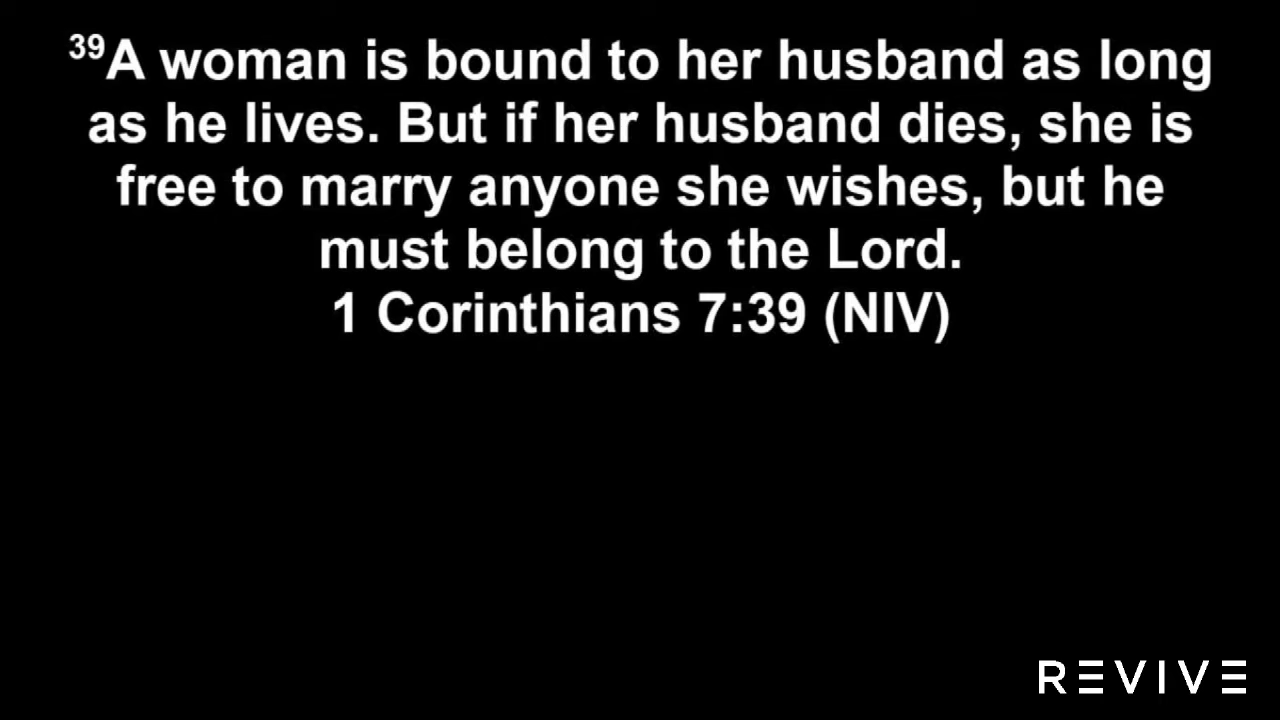 ³⁹A woman is bound to her husband as long
as he lives. But if her husband dies, she is
free to marry anyone she wishes, but he
must belong to the Lord.
1 Corinthians 7:39 (NIV)
REVIVE